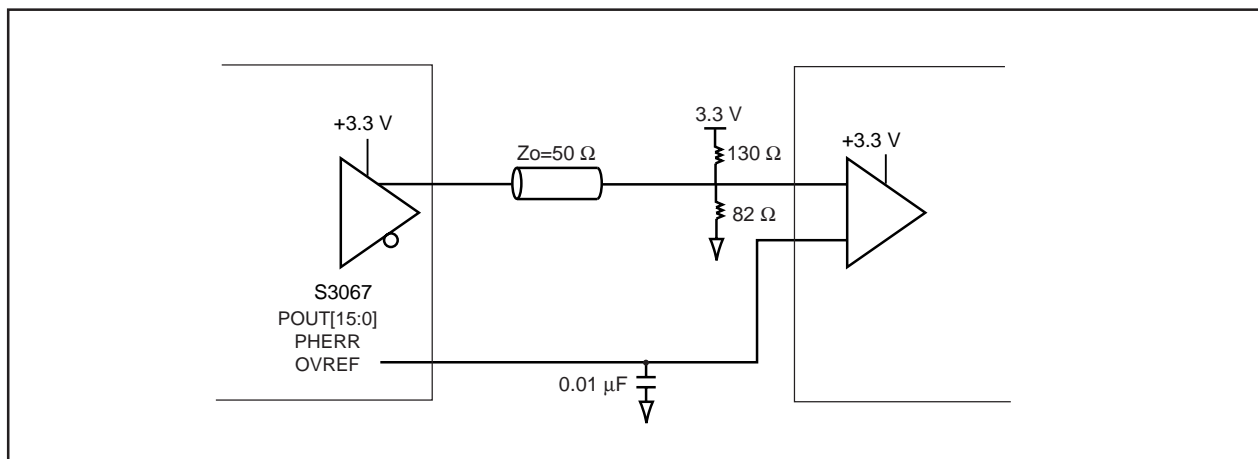 +3.3 V
Zo=50 Ω
3.3 V
130 Ω
+3.3 V
82 Ω
S3067
POUT[15:0]
PHERR
OVREF
0.01 µF